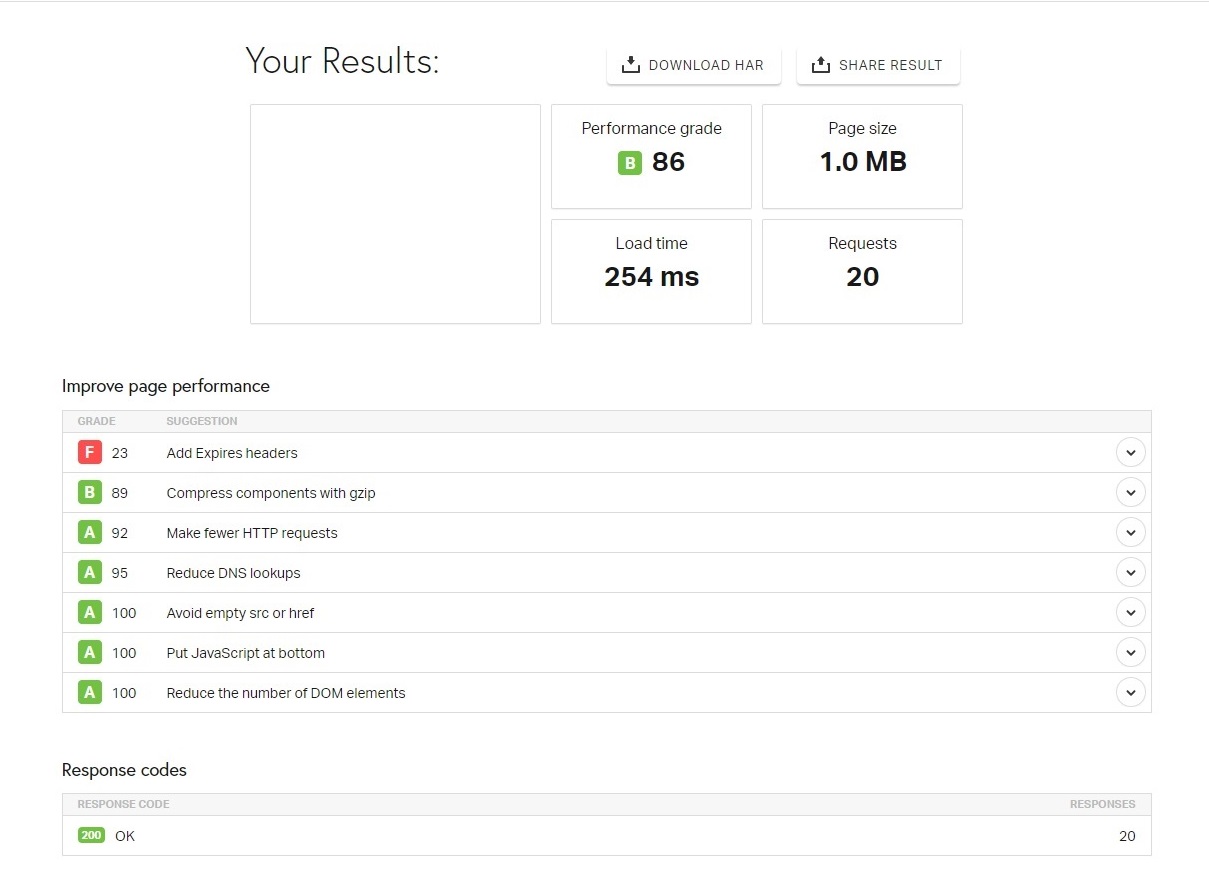 Your Results:
DOWNLOAD HAR
SHARE RESULT
Performance grade
B 86
Page size
1.0 MB
Load time
254 ms
Requests
20
Improve page performance
GRADE SUGGESTION
F 23 Add Expires headers
B 89 Compress components with gzip
A 92 Make fewer HTTP requests
A 95 Reduce DNS lookups
A 100 Avoid empty src or href
A 100 Put JavaScript at bottom
A 100 Reduce the number of DOM elements
Response codes
RESPONSE CODE RESPONSES
200 OK 20